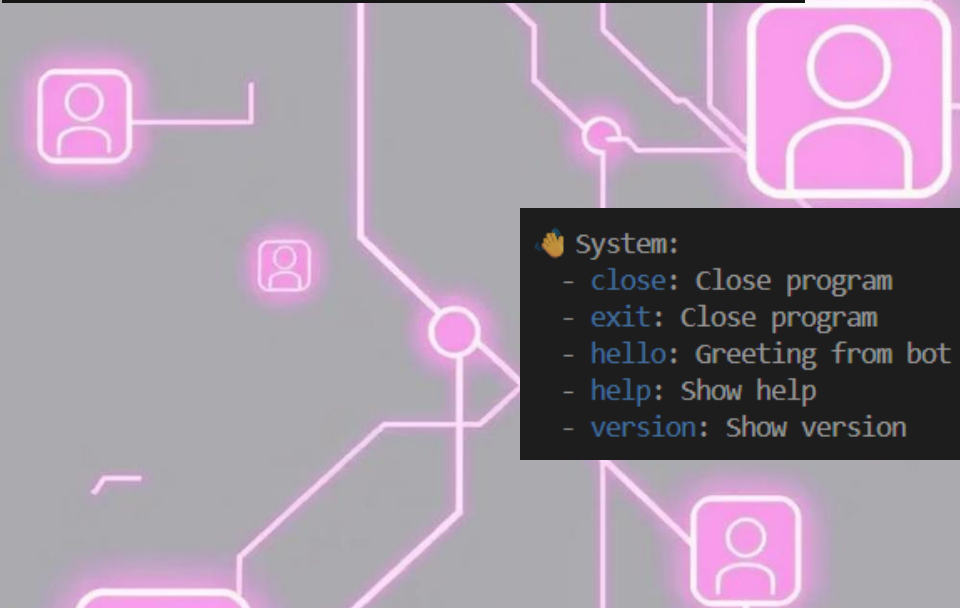 👋 System:
- close: Close program
- exit: Close program
- hello: Greeting from bot
- help: Show help
- version: Show version